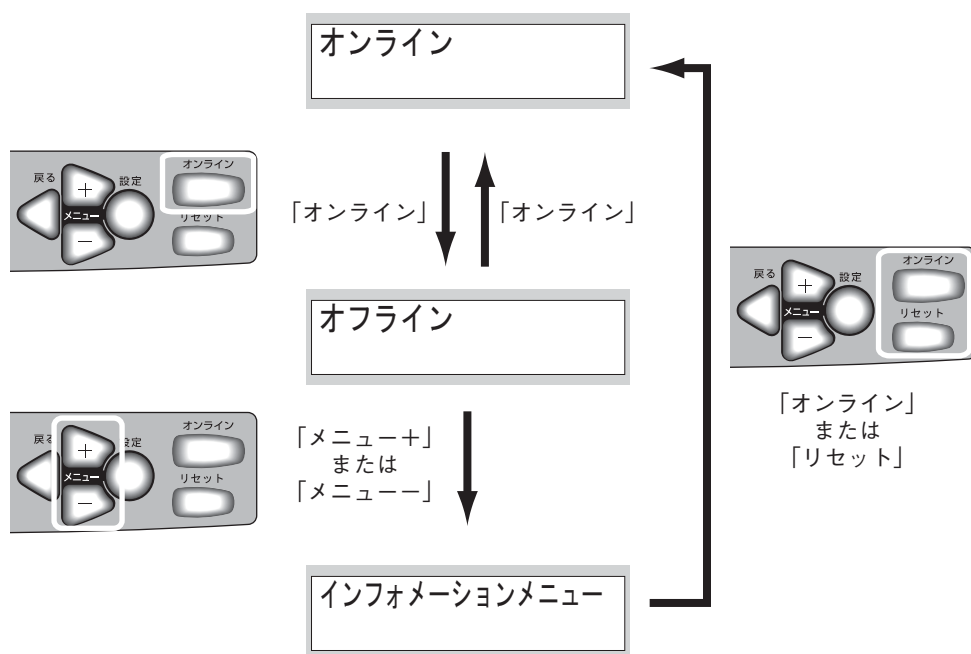 オンライン
戻る
設定
オンライン
＋
メニュー
－
リセット
「オンライン」
「オンライン」
オフライン
戻る
設定
オンライン
＋
メニュー
－
リセット
「オンライン」
または
「リセット」
戻る
設定
オンライン
＋
メニュー
－
リセット
「メニュー＋」
または
「メニューー」
インフォメーションメニュー